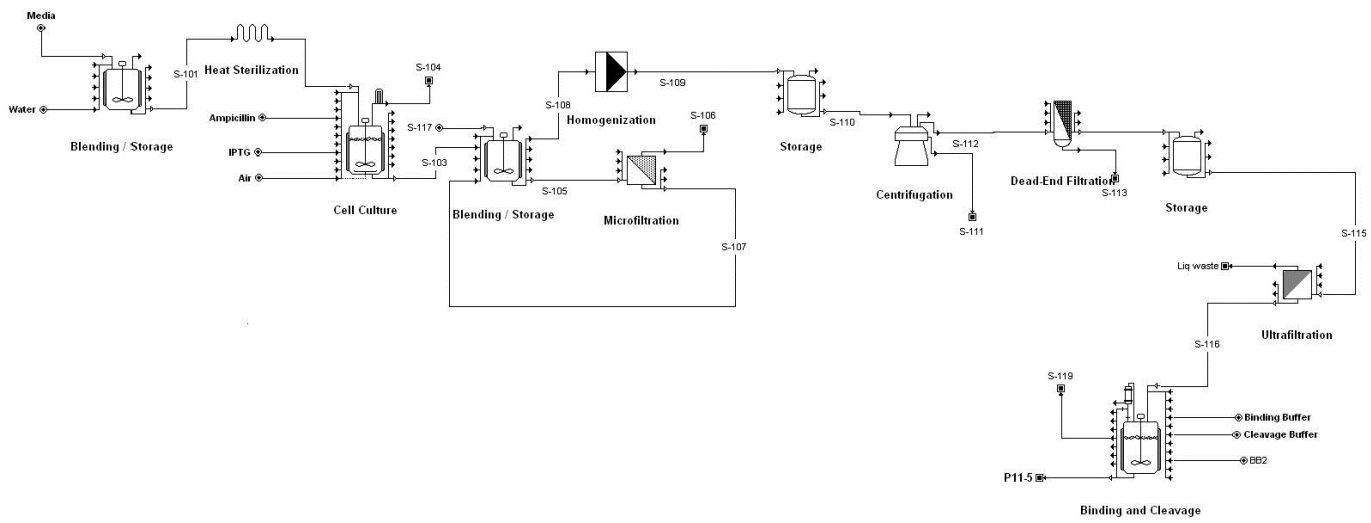 Media
Water
Blending / Storage
S-101
Heat Sterilization
Ampicillin
IPTG
Air
S-104
Cell Culture
S-103
S-117
Blending / Storage
S-105
S-108
Homogenization
S-109
Microfiltration
S-106
S-107
Storage
S-110
Centrifugation
S-112
S-111
Dead-End Filtration
S-113
Storage
S-115
Liq waste
Ultrafiltration
S-116
S-119
Binding Buffer
Cleavage Buffer
BB2
P11-5
Binding and Cleavage